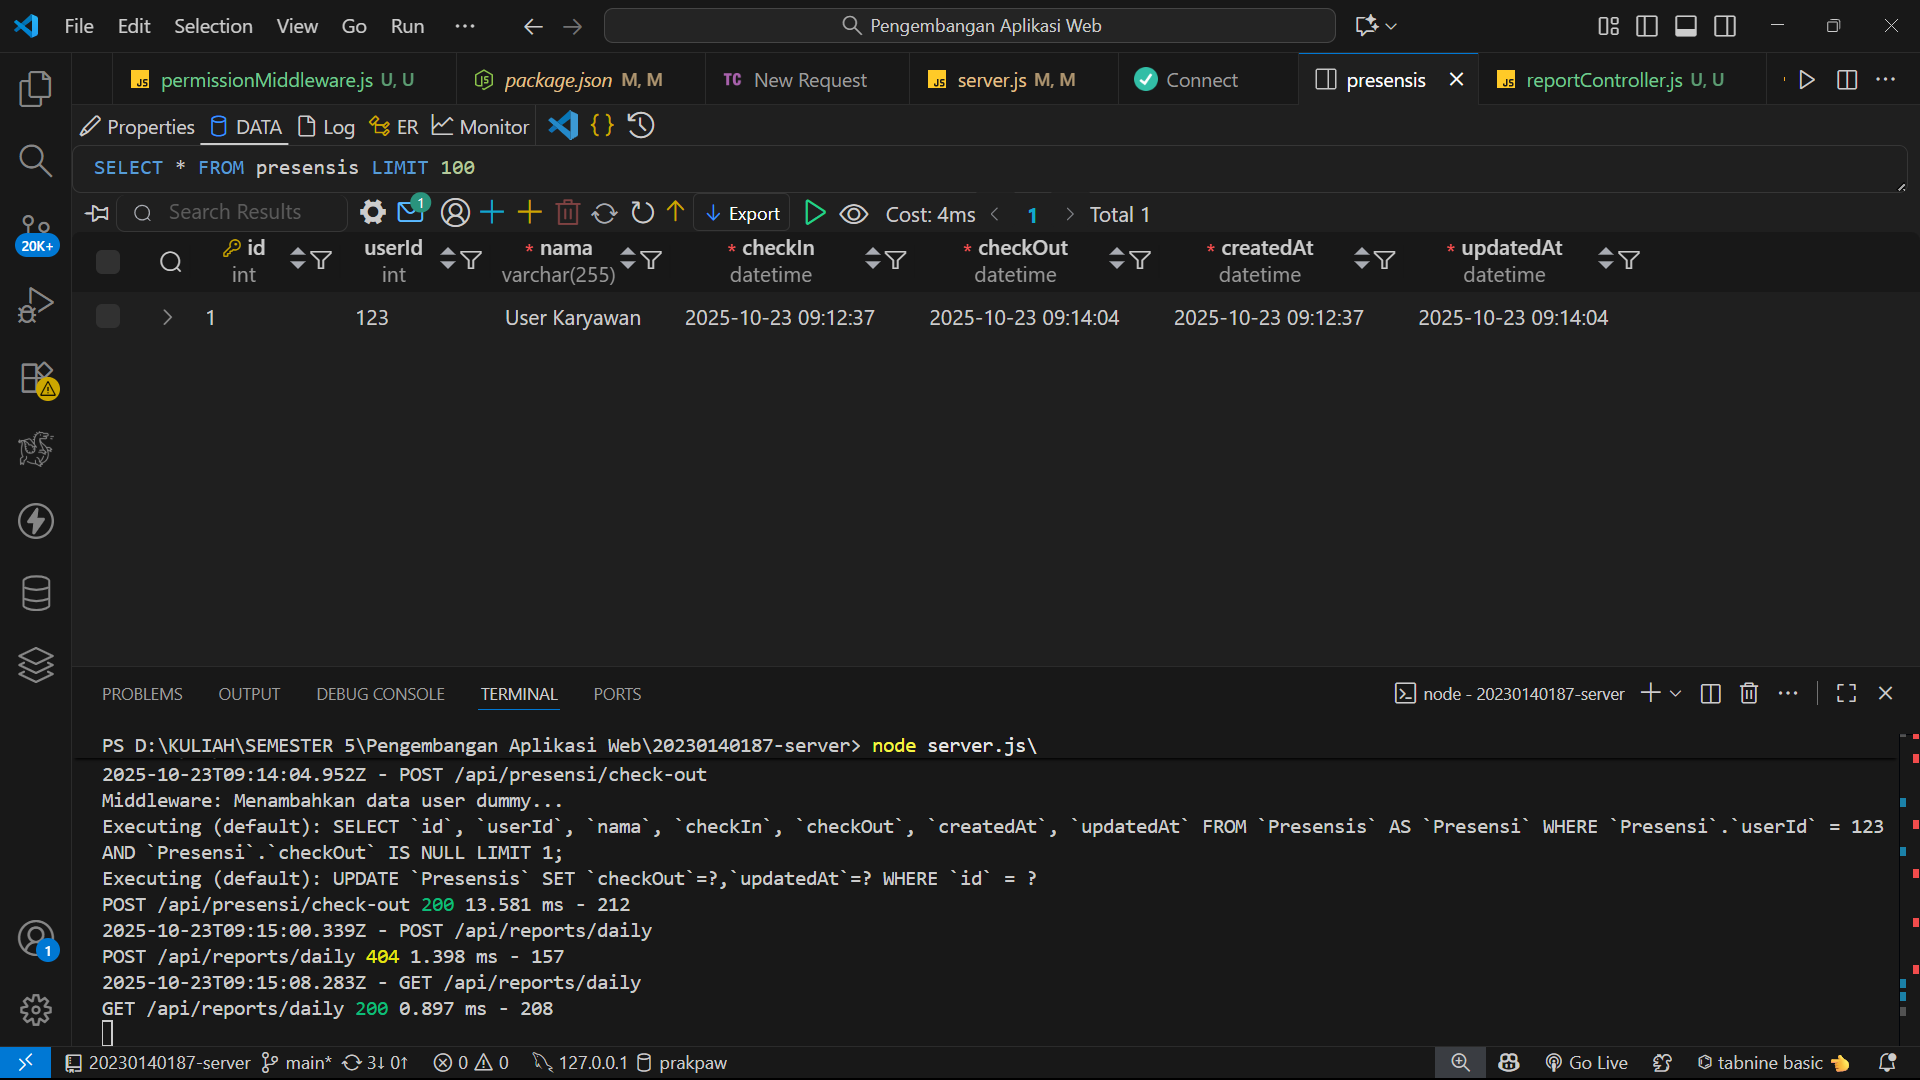 File Edit Selection View Go Run ··· Pengembangan Aplikasi Web
permissionMiddleware.js U, U package.json M, M TC New Request JS server.js M, M Connect presensis JS reportController.js U, U
Properties DATA Log ER Monitor {}
SELECT * FROM presensis LIMIT 100
Search Results 1 Export Cost: 4ms 1 Total 1
id userId * nama * checkIn * checkOut * createdAt * updatedAt
int int varchar(255) datetime datetime datetime datetime
1 123 User Karyawan 2025-10-23 09:12:37 2025-10-23 09:14:04 2025-10-23 09:12:37 2025-10-23 09:14:04
20K+
PROBLEMS OUTPUT DEBUG CONSOLE TERMINAL PORTS node - 20230140187-server
PS D:\KULIAH\SEMESTER 5\Pengembangan Aplikasi Web\20230140187-server> node server.js\
2025-10-23T09:14:04.952Z - POST /api/presensi/check-out
Middleware: Menambahkan data user dummy...
Executing (default): SELECT `id`, `userId`, `nama`, `checkIn`, `checkOut`, `createdAt`, `updatedAt` FROM `Presensis` AS `Presensi` WHERE `Presensi`.`userId` = 123
AND `Presensi`.`checkOut` IS NULL LIMIT 1;
Executing (default): UPDATE `Presensis` SET `checkOut`=?,`updatedAt`=? WHERE `id` = ?
POST /api/presensi/check-out 200 13.581 ms - 212
2025-10-23T09:15:00.339Z - POST /api/reports/daily
POST /api/reports/daily 404 1.398 ms - 157
2025-10-23T09:15:08.283Z - GET /api/reports/daily
GET /api/reports/daily 200 0.897 ms - 208
1
20230140187-server main* 3↓ 0↑ 0 0 127.0.0.1 prakpaw Go Live tabnine basic